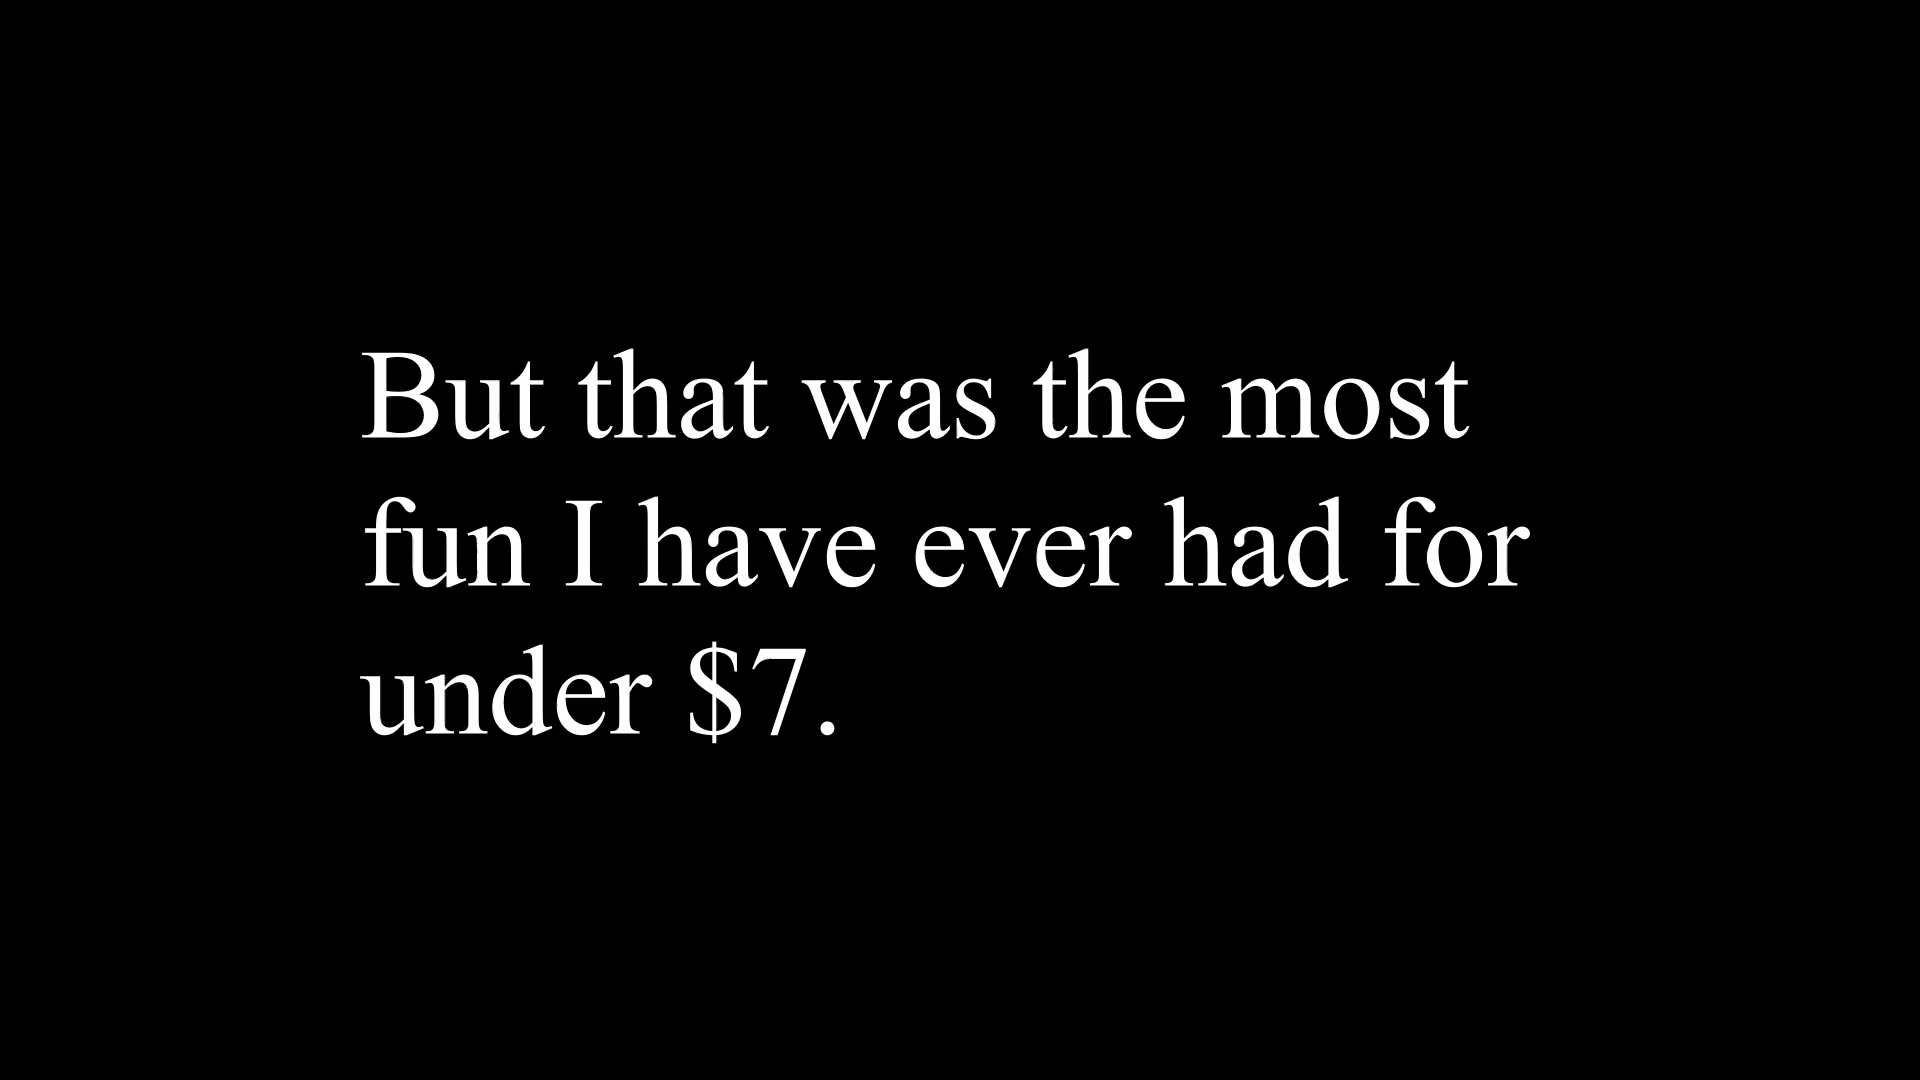 But that was the most
fun I have ever had for
under $7.